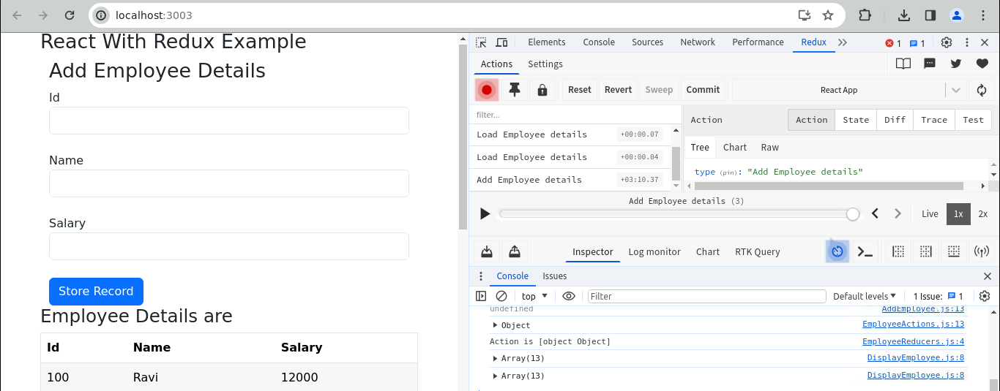 localhost:3003
React With Redux Example
Add Employee Details
Id
Name
Salary
Store Record
Employee Details are
Id Name Salary
100 Ravi 12000
Elements Console Sources Network Performance Redux 1 1
Actions Settings
Reset Revert Sweep Commit React App
filter...
Load Employee details +00:00.07
Load Employee details +00:00.04
Add Employee details +03:10.37
Action Action State Diff Trace Test
Tree Chart Raw
type (pin): "Add Employee details"
Add Employee details (3)
Live 1x 2x
Inspector Log monitor Chart RTK Query
Console Issues
top Filter Default levels 1 Issue: 1
undefined AddEmployee.js:13
Object EmployeeActions.js:13
Action is [object Object] EmployeeReducers.js:4
Array(13) DisplayEmployee.js:8
Array(13) DisplayEmployee.js:8